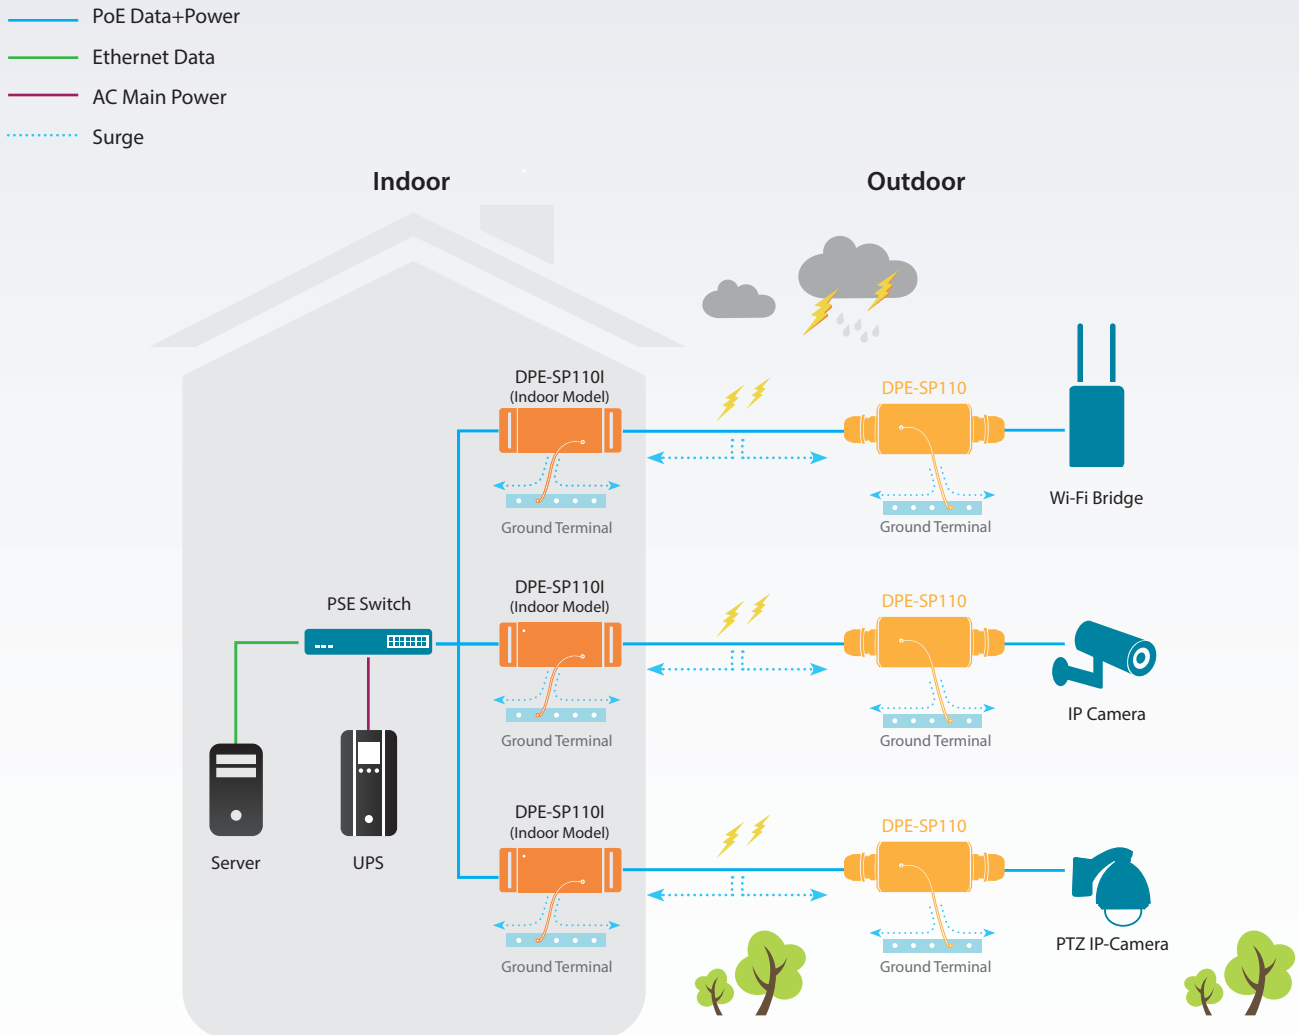 PoE Data+Power
Ethernet Data
AC Main Power
Surge
Indoor
Outdoor
DPE-SP110I
(Indoor Model)
DPE-SP110
Ground Terminal
Ground Terminal
Wi-Fi Bridge
PSE Switch
DPE-SP110I
(Indoor Model)
DPE-SP110
Ground Terminal
Ground Terminal
IP Camera
Server
UPS
DPE-SP110I
(Indoor Model)
DPE-SP110
Ground Terminal
Ground Terminal
PTZ IP-Camera